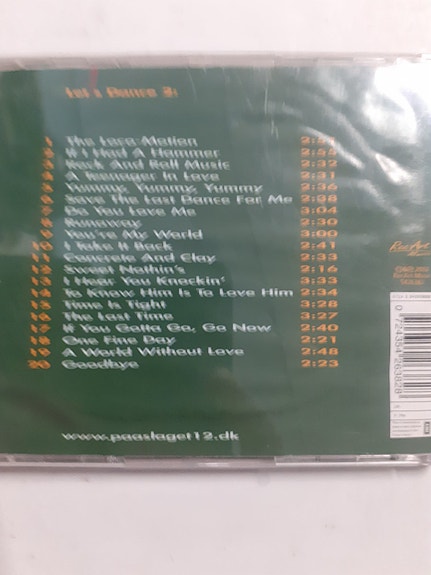 Let's Dance 2:
1 The Loco-Motion
2 If I Had A Hammer 2:55
3 Rock And Roll Music 2:32
4 A Teenager In Love 2:31
5 Yummy, Yummy, Yummy 2:36
6 Save The Last Dance For Me 2:38
7 Do You Love Me 3:04
8 Runaway 2:30
9 You're My World 3:00
10 I Take It Back 2:41
11 Concrete And Clay 2:33
12 Sweet Nothin's 2:16
13 I Hear You Knockin' 2:33
14 To Know Him Is To Love Him 2:34
15 Time Is Tight 3:28
16 The Last Time 3:27
17 If You Gotta Go, Go Now 2:40
18 One Fine Day 2:21
19 A World Without Love 2:48
20 Goodbye 2:23
www.paaslaget12.dk